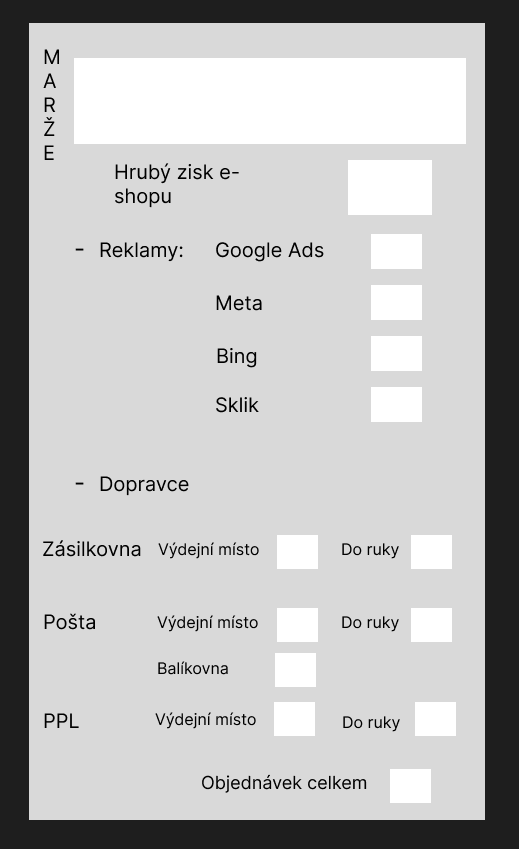 MARŽE
Hrubý zisk e-
shopu
- Reklamy: Google Ads
Meta
Bing
Sklik
- Dopravce
Zásilkovna Výdejní místo Do ruky
Pošta Výdejní místo Do ruky
Balíkovna
PPL Výdejní místo Do ruky
Objednávek celkem